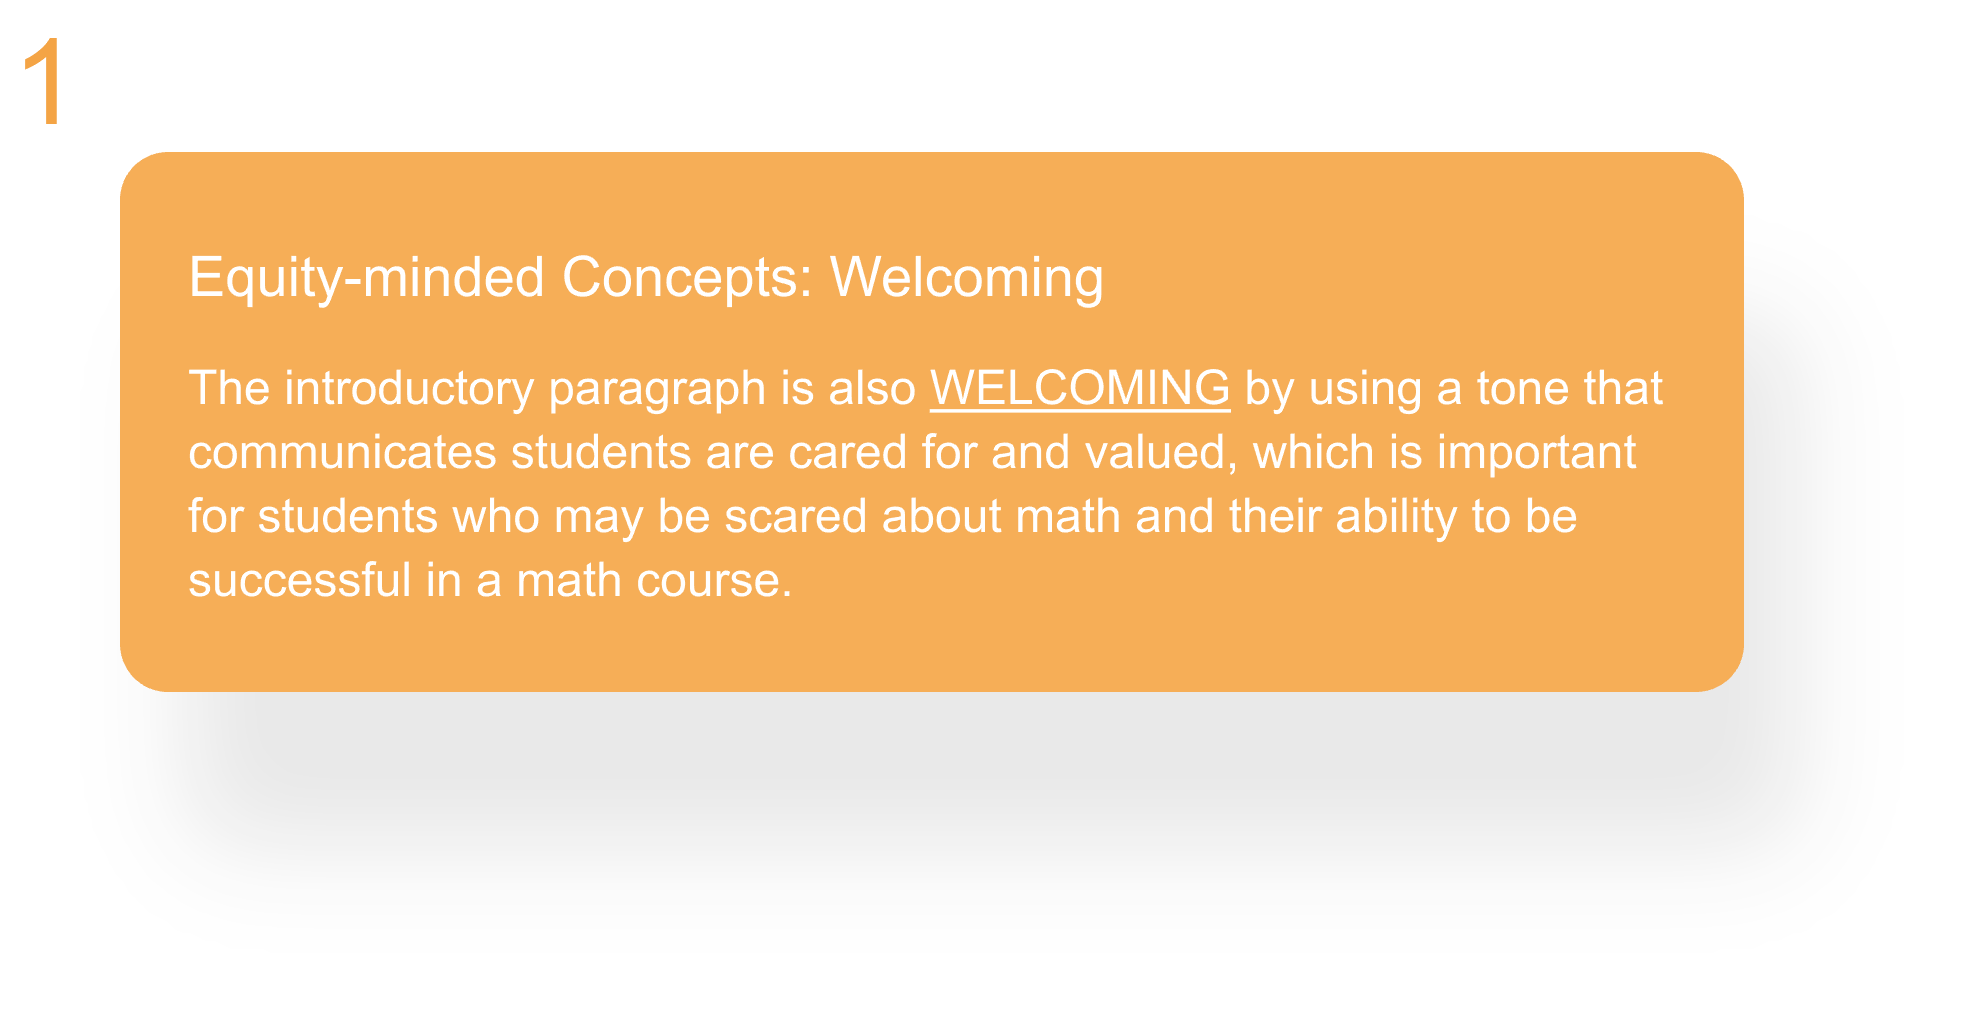 1
Equity-minded Concepts: Welcoming
The introductory paragraph is also WELCOMING by using a tone that
communicates students are cared for and valued, which is important
for students who may be scared about math and their ability to be
successful in a math course.